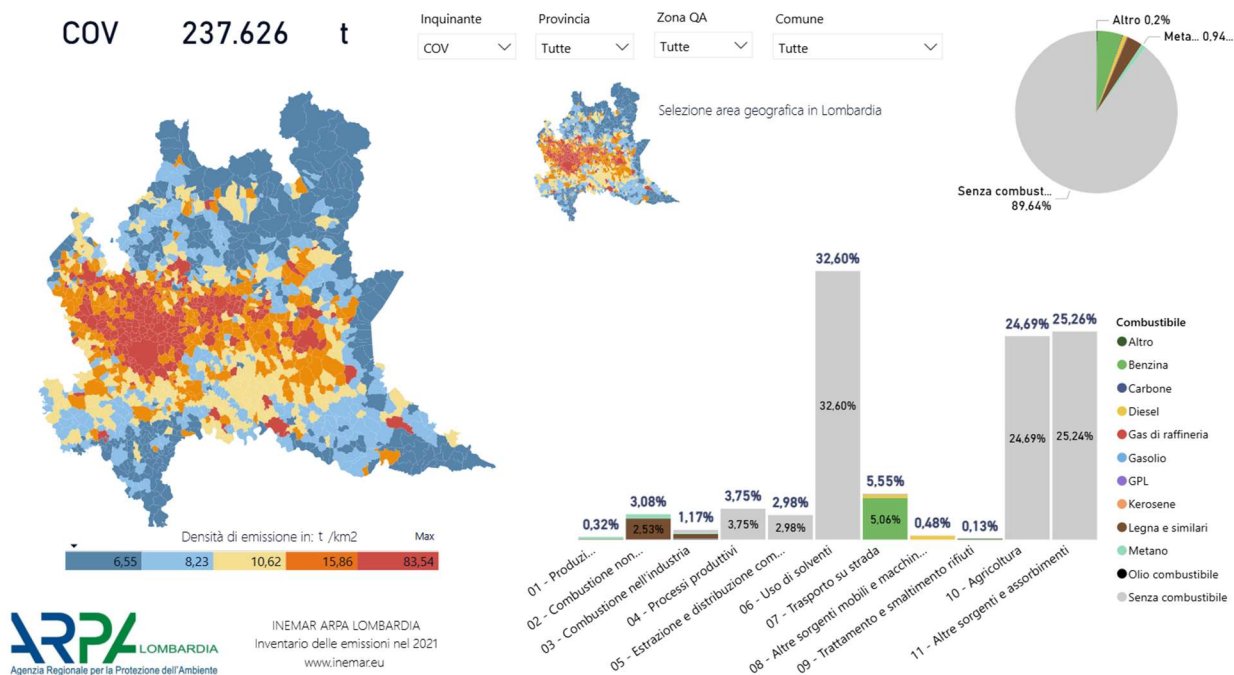 COV 237.626 t
Inquinante
COV
Provincia
Tutte
Zona QA
Tutte
Comune
Tutte
Selezione area geografica in Lombardia
Altro 0,2%
Meta... 0,94...
Senza combust...
89,64%
Densità di emissione in: t /km2 Max
6,55 8,23 10,62 15,86 83,54
0,32%
3,08%
2,53%
1,17%
3,75%
3,75%
2,98%
2,98%
32,60%
32,60%
5,55%
5,06%
0,48%
0,13%
24,69%
24,69%
25,26%
25,24%
01 - Produzi...
02 - Combustione non...
03 - Combustione nell'industria
04 - Processi produttivi
05 - Estrazione e distribuzione com...
06 - Uso di solventi
07 - Trasporto su strada
08 - Altre sorgenti mobili e macchin...
09 - Trattamento e smaltimento rifiuti
10 - Agricoltura
11 - Altre sorgenti e assorbimenti
Combustibile
Altro
Benzina
Carbone
Diesel
Gas di raffineria
Gasolio
GPL
Kerosene
Legna e similari
Metano
Olio combustibile
Senza combustibile
ARPA LOMBARDIA
Agenzia Regionale per la Protezione dell'Ambiente
INEMAR ARPA LOMBARDIA
Inventario delle emissioni nel 2021
www.inemar.eu